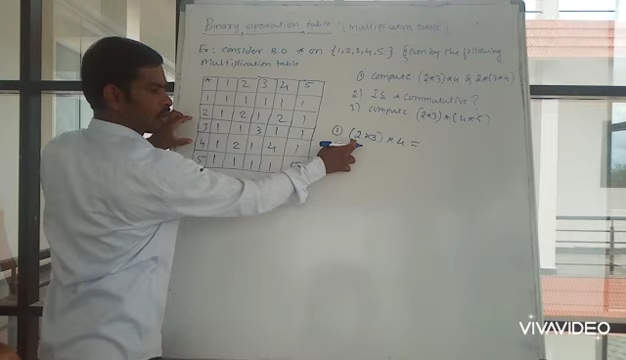 Binary operation table (Multiplication table)
Ex: consider B O * on {1,2,3,4,5} given by the following
Multiplication table
1) compute (2*3)*4 & 2*(3*4)
2) Is * commutative?
3) compute (2*3)*(4*5)
* 1 2 3 4 5
1 1 1 1 1 1
2 1 2 1 2 1
3 1 1 3 1 1
4 1 2 1 4 1
5 1 1 1 1 5
① (2*3)*4 =
VIVAVIDEO